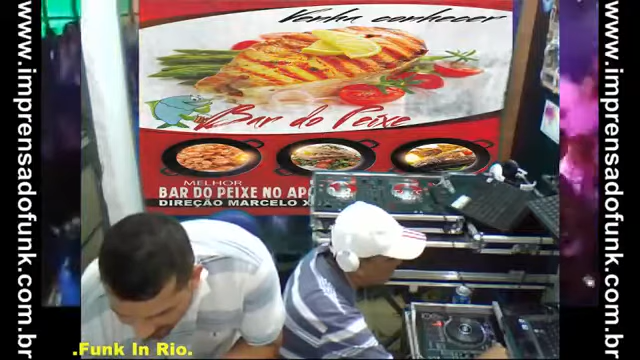 www.imprensadofunk.com.br
Venha conhecer
Bar do Peixe
MELHOR
BAR DO PEIXE NO AP
DIREÇÃO MARCELO
.Funk In Rio.
www.imprensadofunk.com.br